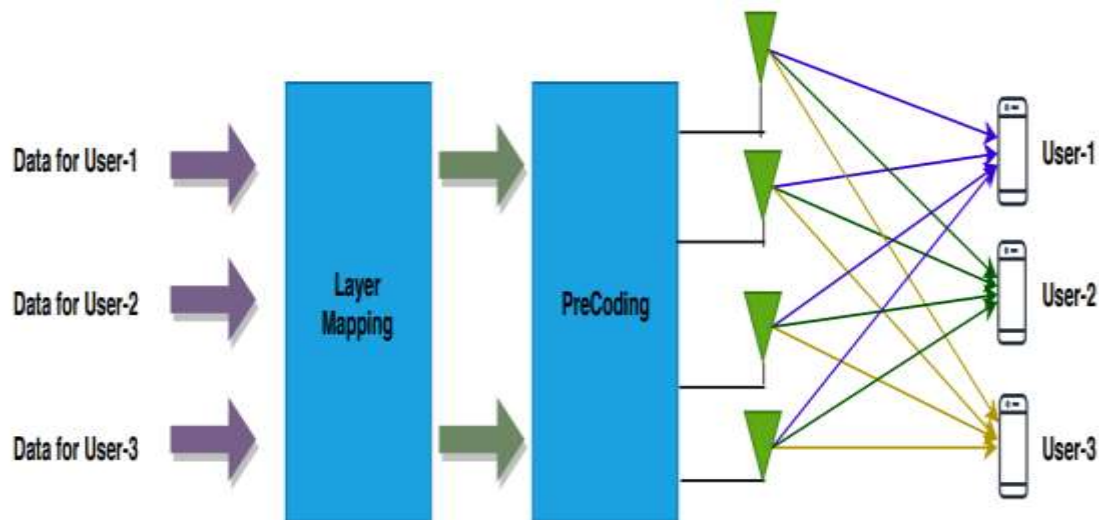 Data for User-1
Data for User-2
Data for User-3
Layer
Mapping
PreCoding
User-1
User-2
User-3